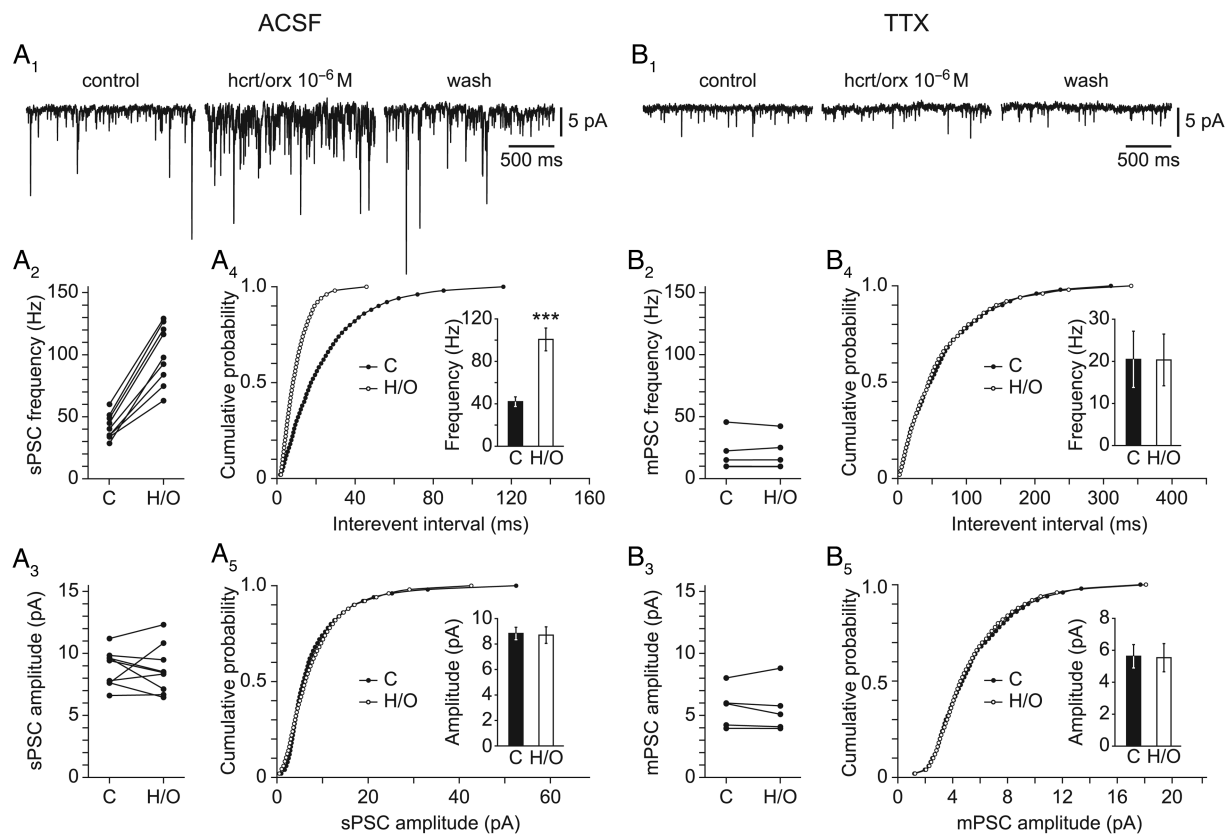 ACSF
TTX
A1
control
hcrt/orx 10⁻⁶ M
wash
5 pA
500 ms
B1
control
hcrt/orx 10⁻⁶ M
wash
5 pA
500 ms
A2
sPSC frequency (Hz)
150
100
50
0
C H/O
A4
Cumulative probability
1.0
0.5
0
0 40 80 120 160
Interevent interval (ms)
C
H/O
Frequency (Hz)
120
80
40
0
***
C H/O
B2
mPSC frequency (Hz)
150
100
50
0
C H/O
B4
Cumulative probability
1.0
0.5
0
0 100 200 300 400
Interevent interval (ms)
C
H/O
Frequency (Hz)
30
20
10
0
C H/O
A3
sPSC amplitude (pA)
15
10
5
0
C H/O
A5
Cumulative probability
1.0
0.5
0
0 20 40 60
sPSC amplitude (pA)
C
H/O
Amplitude (pA)
10
8
6
4
2
0
C H/O
B3
mPSC amplitude (pA)
15
10
5
0
C H/O
B5
Cumulative probability
1.0
0.5
0
0 4 8 12 16 20
mPSC amplitude (pA)
C
H/O
Amplitude (pA)
8
6
4
2
0
C H/O